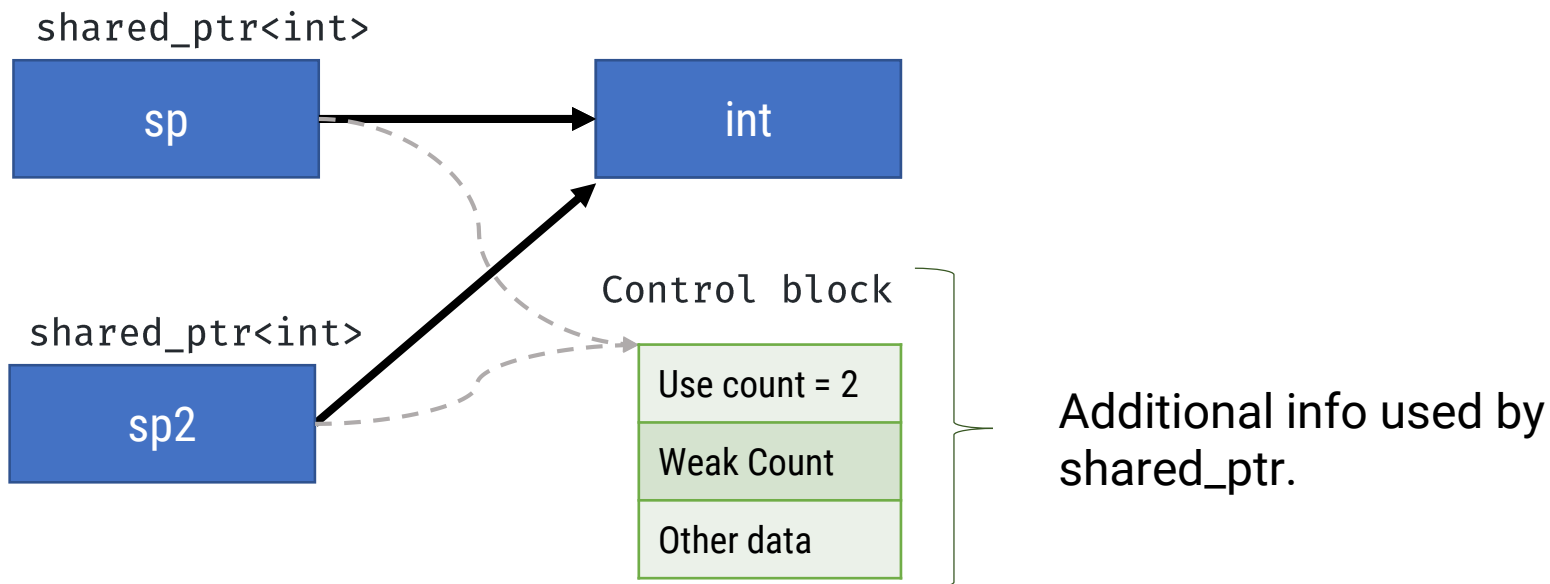 shared_ptr<int>
sp
int
Control block
shared_ptr<int>
sp2
Use count = 2
Weak Count
Other data
Additional info used by
shared_ptr.